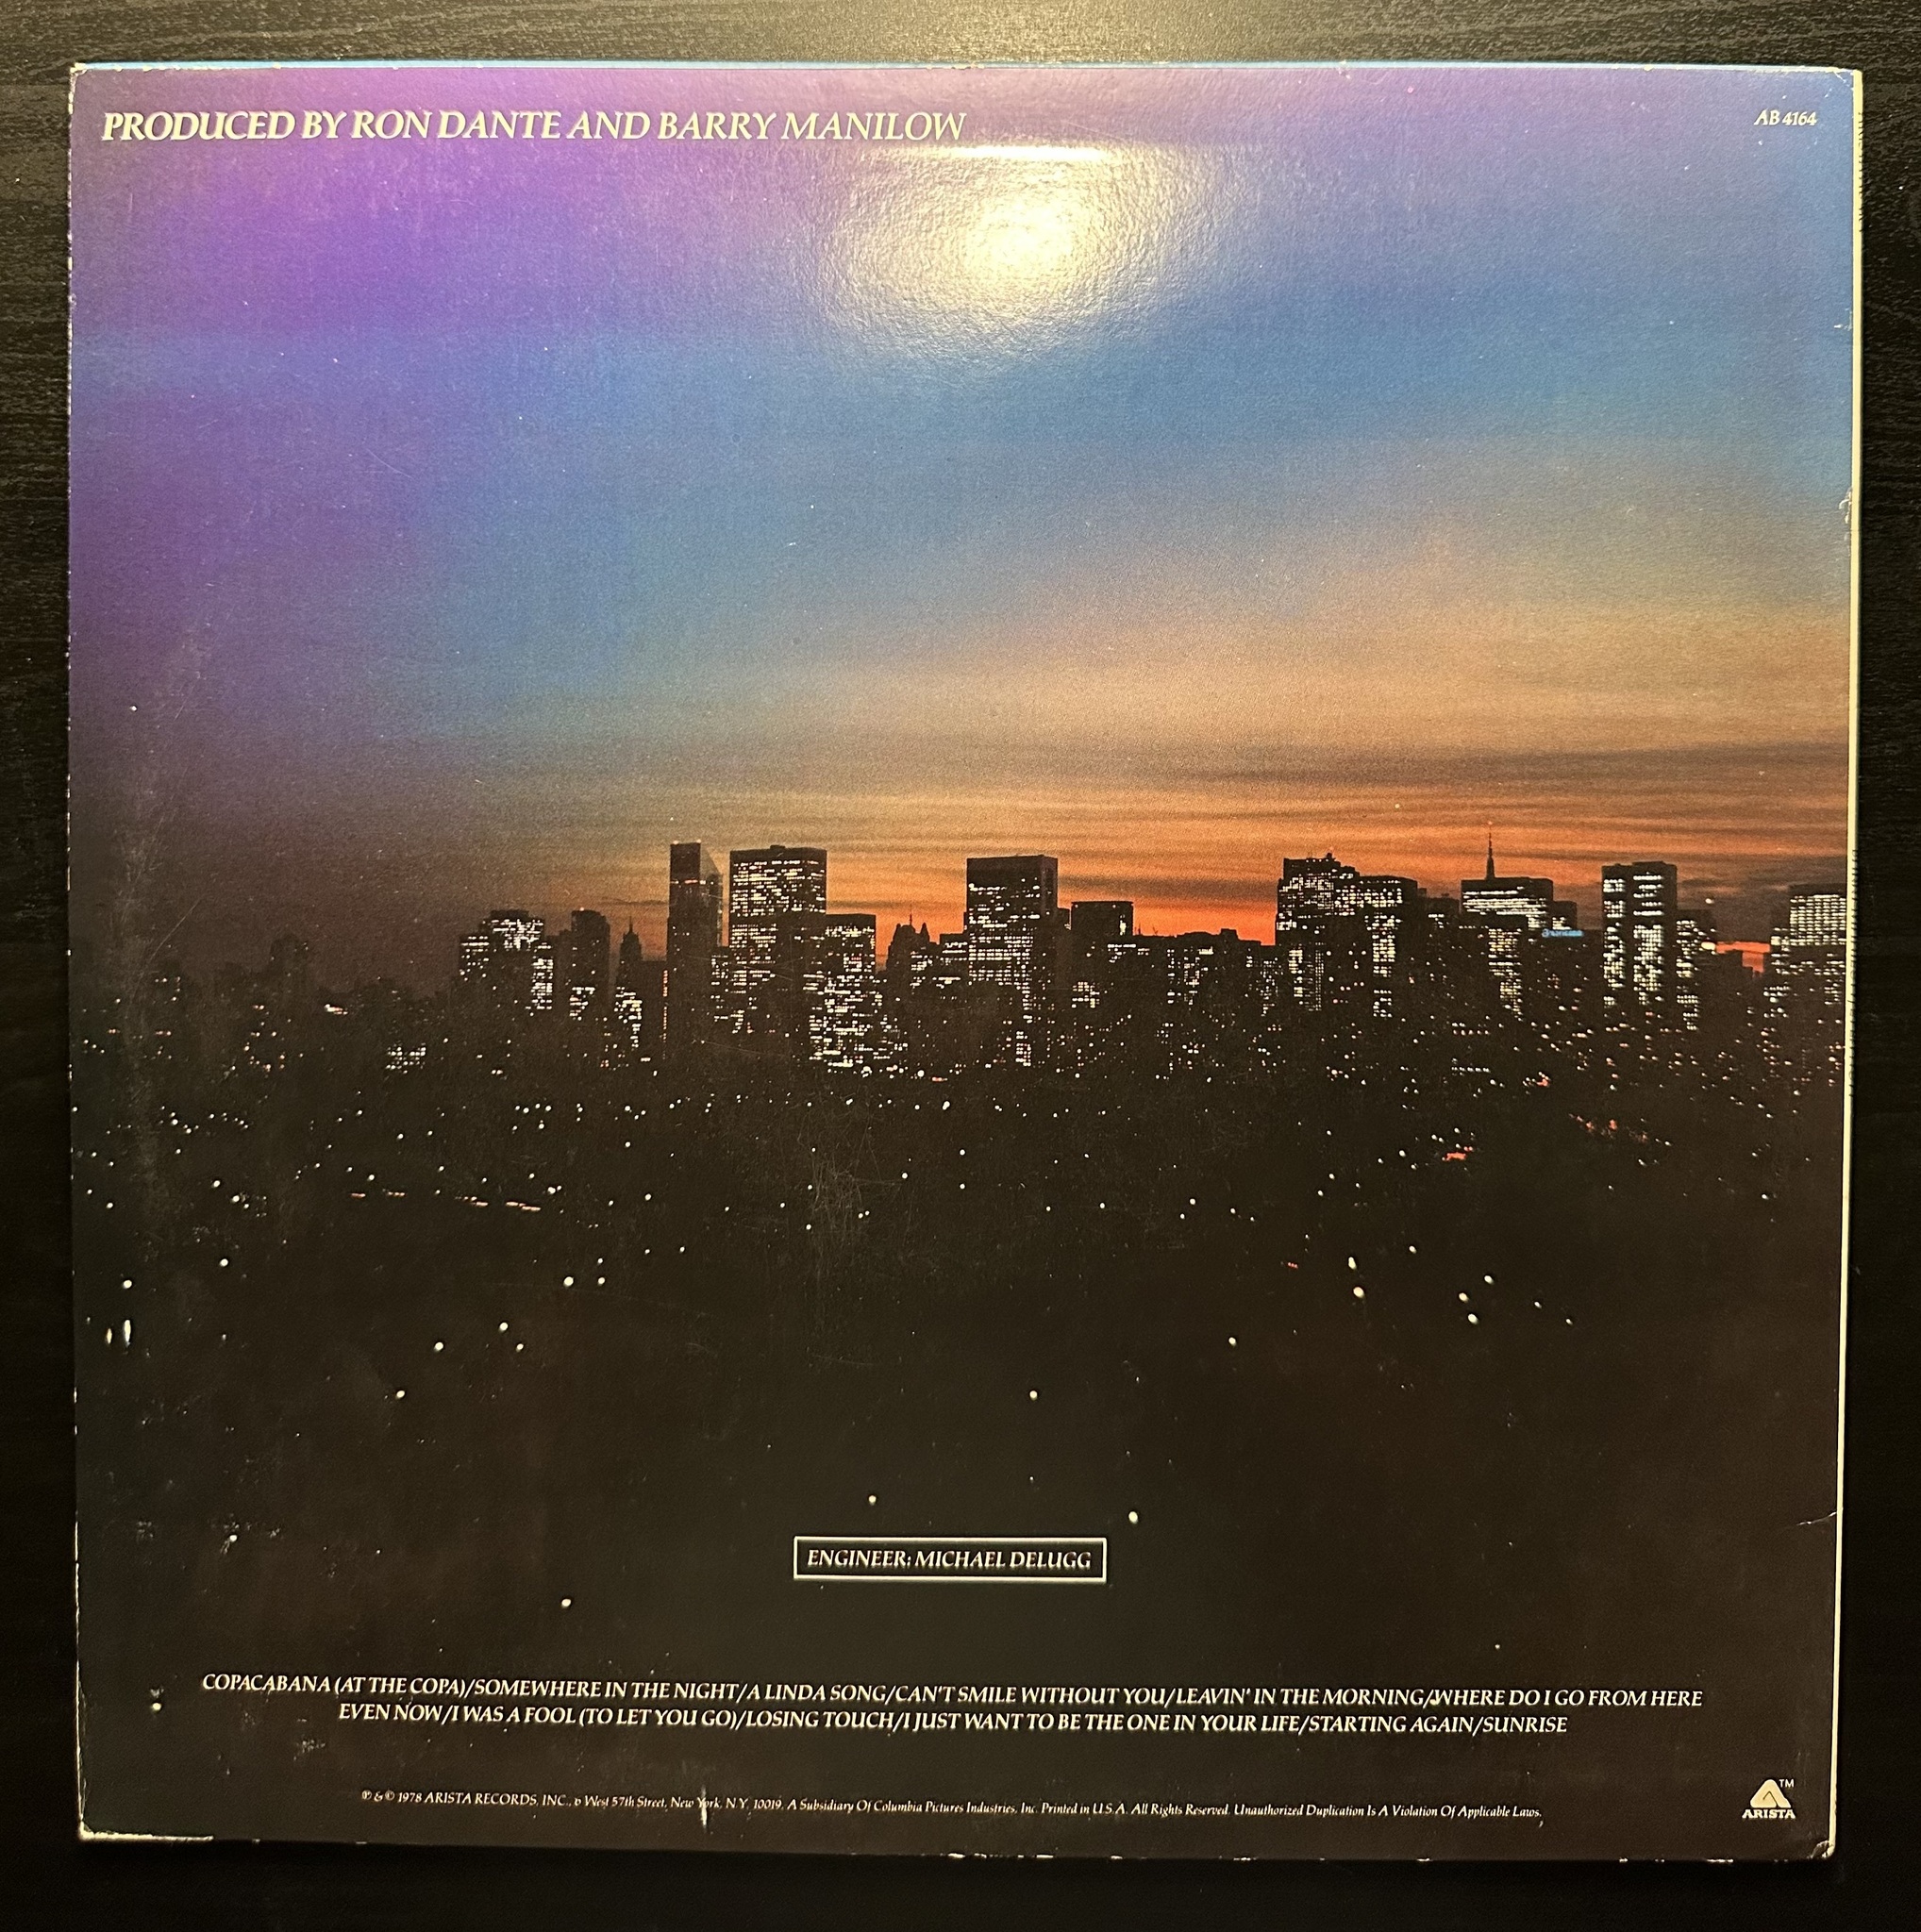 PRODUCED BY RON DANTE AND BARRY MANILOW
AB 4164
ENGINEER: MICHAEL DELUGG
COPACABANA (AT THE COPA)/SOMEWHERE IN THE NIGHT/A LINDA SONG/CAN'T SMILE WITHOUT YOU/LEAVIN' IN THE MORNING/WHERE DO I GO FROM HERE
EVEN NOW/I WAS A FOOL (TO LET YOU GO)/LOSING TOUCH/I JUST WANT TO BE THE ONE IN YOUR LIFE/STARTING AGAIN/SUNRISE
℗ & © 1978 ARISTA RECORDS, INC., West 57th Street, New York, N.Y. 10019. A Subsidiary Of Columbia Pictures Industries, Inc. Printed in U.S.A. All Rights Reserved. Unauthorized Duplication Is A Violation Of Applicable Laws.
TM
ARISTA